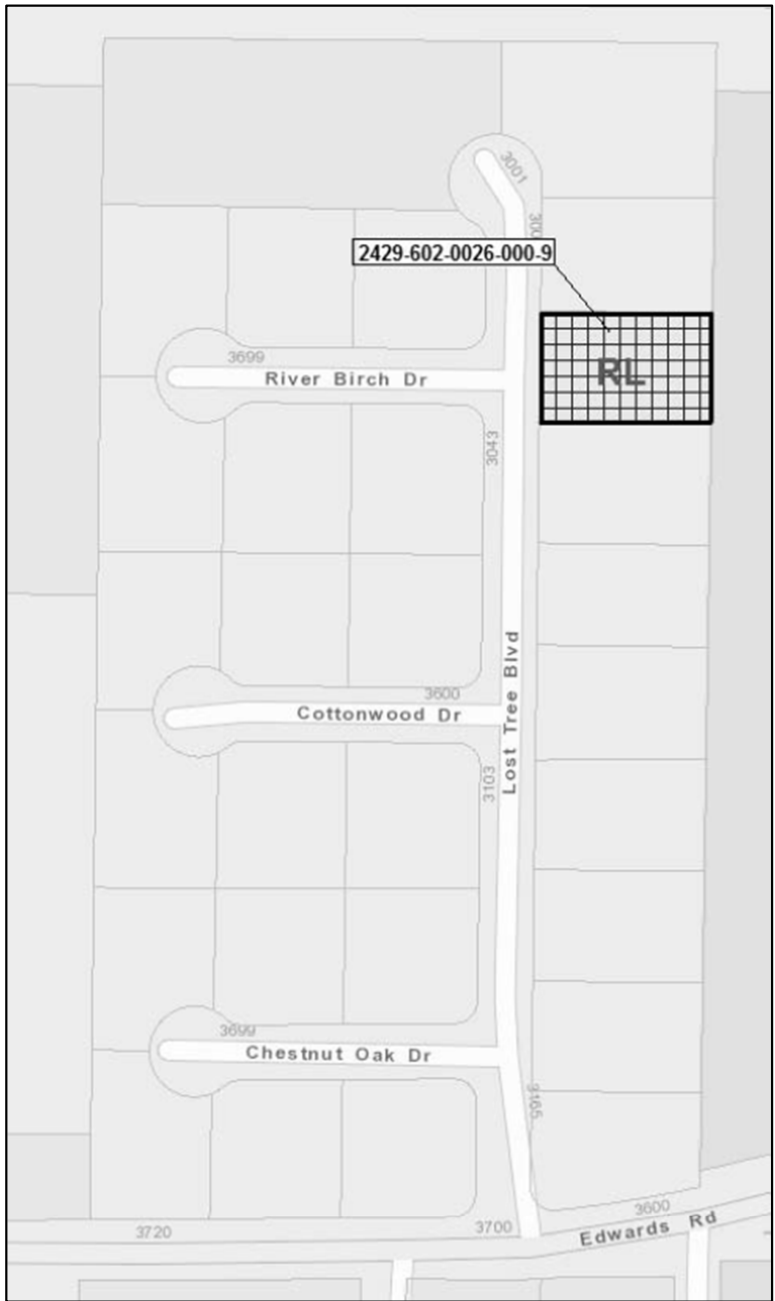 3001
300
2429-602-0026-000-9
3699
River Birch Dr
RL
3043
Lost Tree Blvd
3600
Cottonwood Dr
3103
3699
Chestnut Oak Dr
3165
3600
3720
3700
Edwards Rd